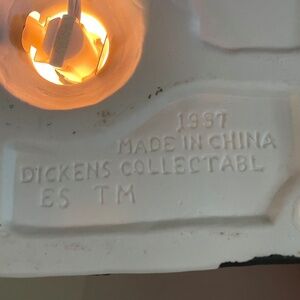 1997
MADE IN CHINA
DICKENS COLLECTABL
ES TM